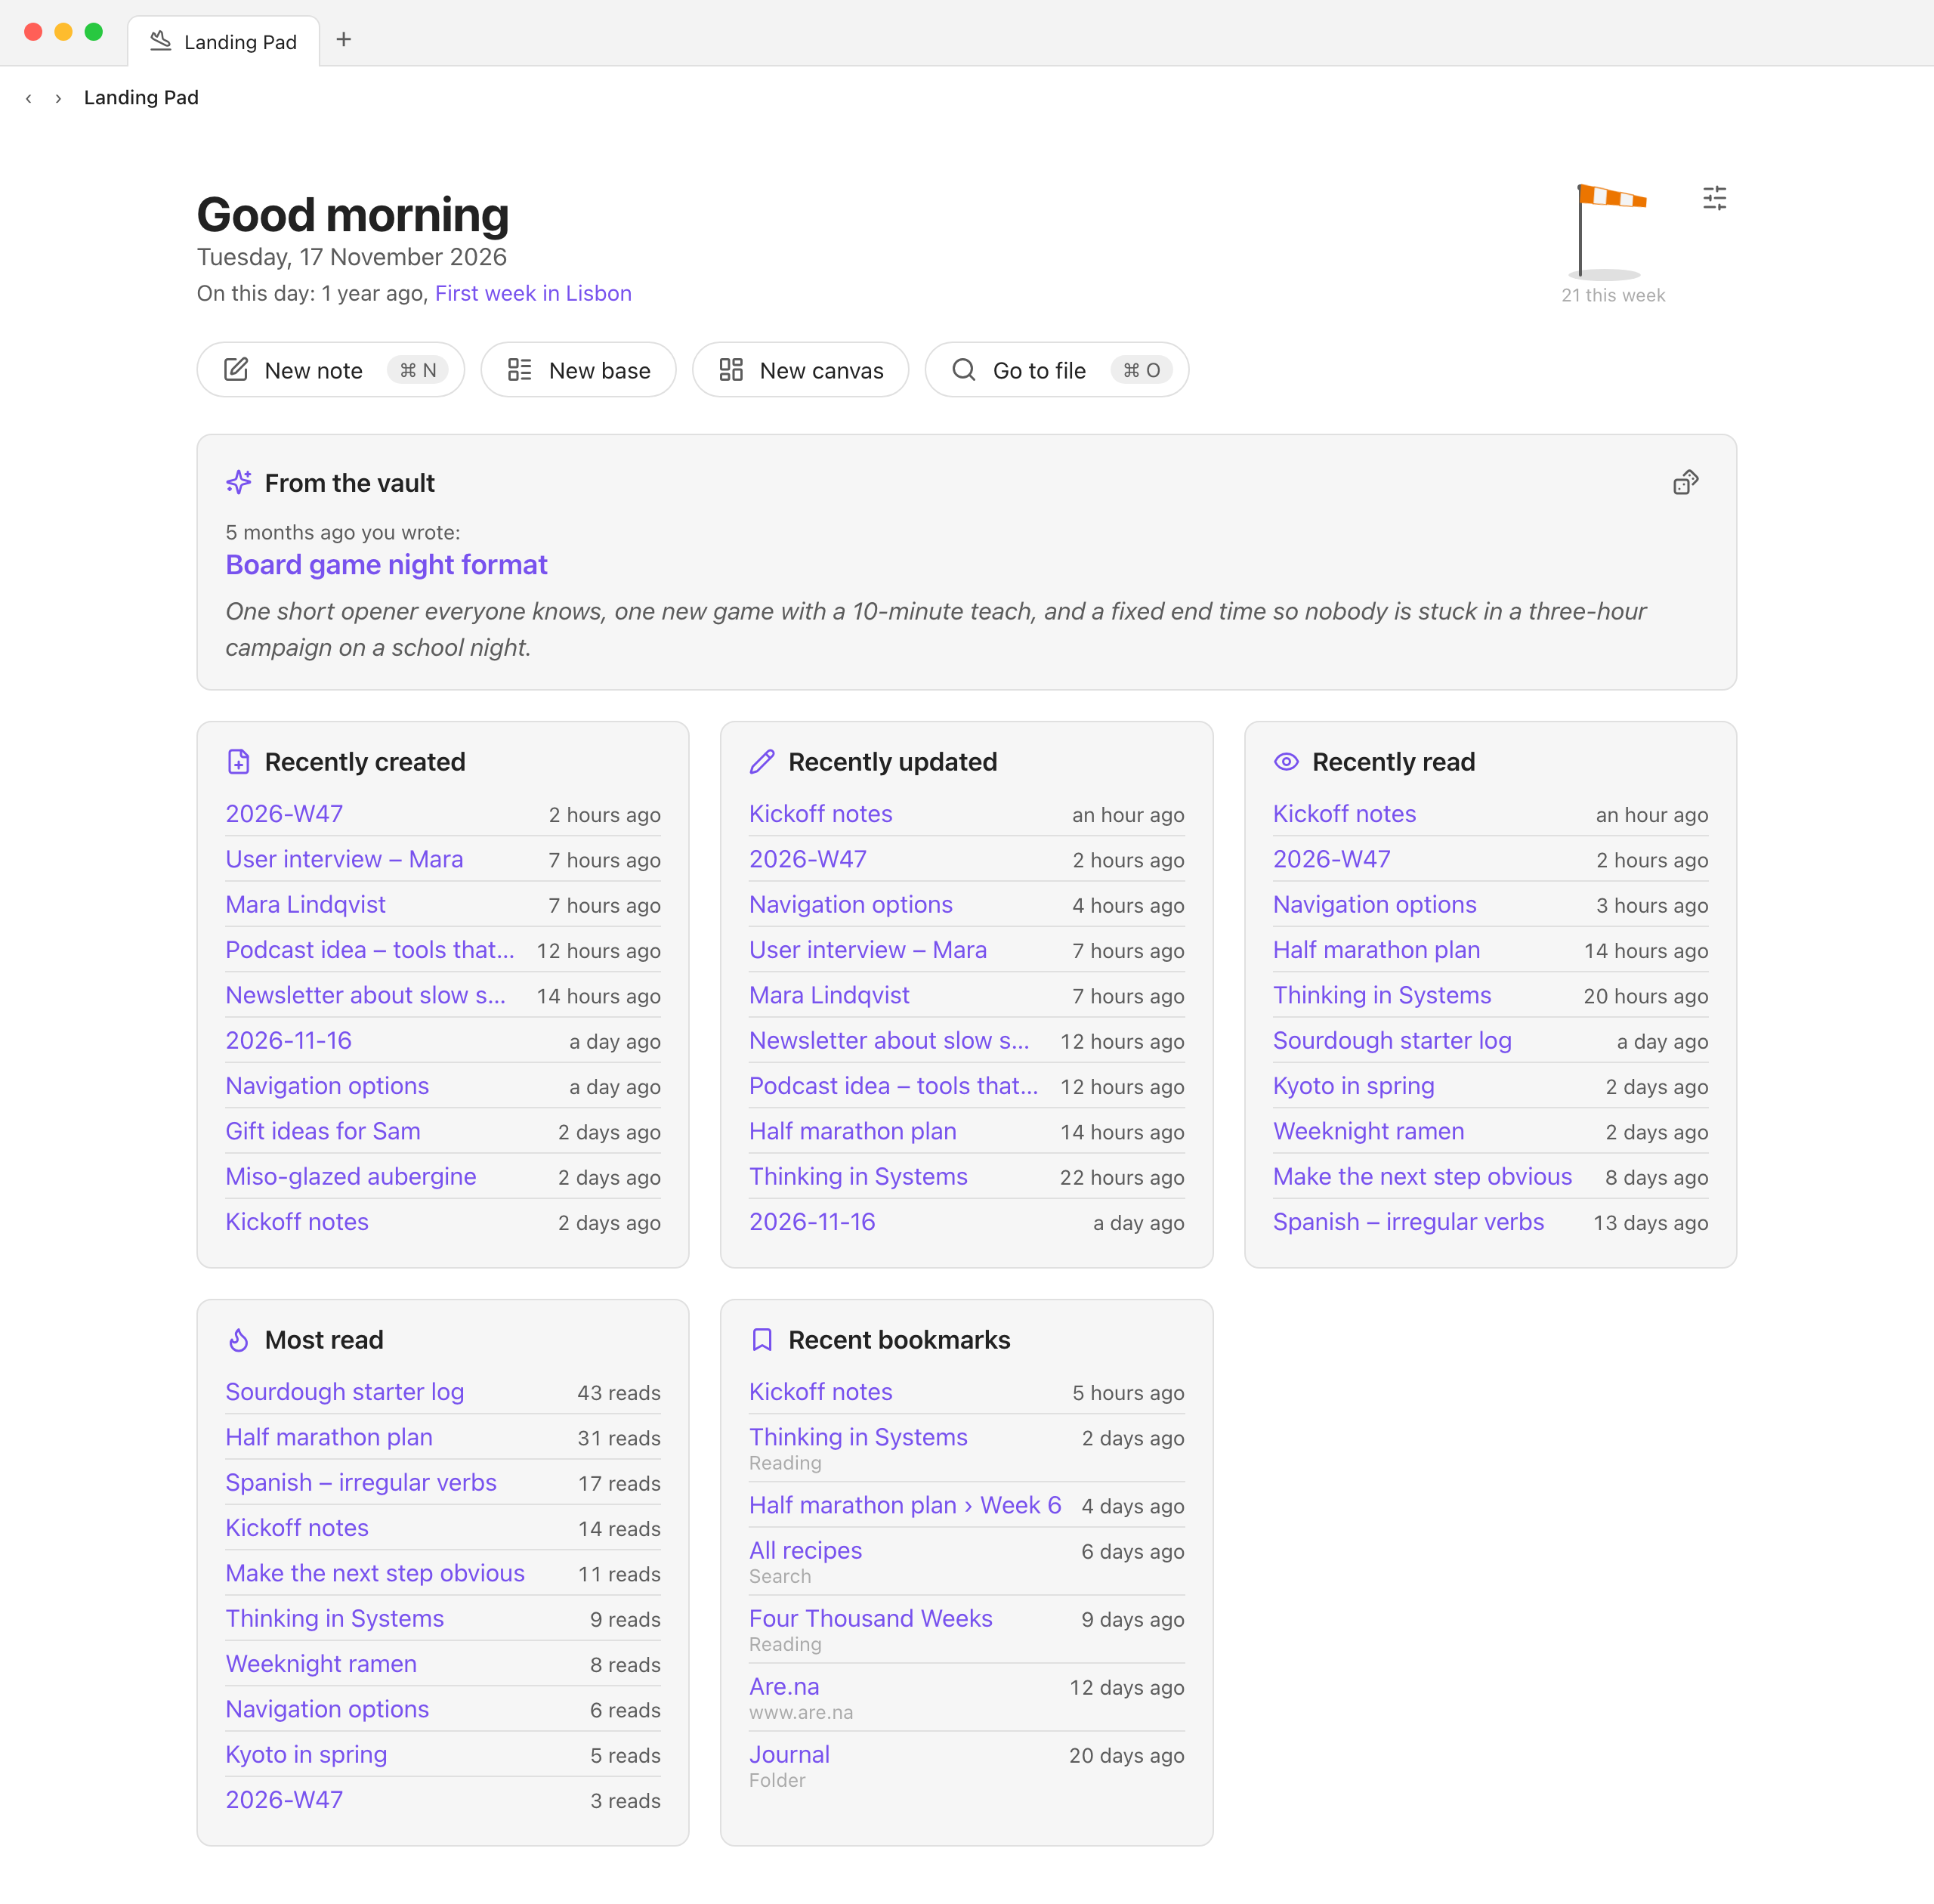 Landing Pad
Landing Pad
Good morning
Tuesday, 17 November 2026
On this day: 1 year ago, First week in Lisbon
21 this week
New note ⌘ N
New base
New canvas
Go to file ⌘ O
From the vault
5 months ago you wrote:
Board game night format
One short opener everyone knows, one new game with a 10-minute teach, and a fixed end time so nobody is stuck in a three-hour
campaign on a school night.
Recently created
2026-W47 2 hours ago
User interview – Mara 7 hours ago
Mara Lindqvist 7 hours ago
Podcast idea – tools that... 12 hours ago
Newsletter about slow s... 14 hours ago
2026-11-16 a day ago
Navigation options a day ago
Gift ideas for Sam 2 days ago
Miso-glazed aubergine 2 days ago
Kickoff notes 2 days ago
Recently updated
Kickoff notes an hour ago
2026-W47 2 hours ago
Navigation options 4 hours ago
User interview – Mara 7 hours ago
Mara Lindqvist 7 hours ago
Newsletter about slow s... 12 hours ago
Podcast idea – tools that... 12 hours ago
Half marathon plan 14 hours ago
Thinking in Systems 22 hours ago
2026-11-16 a day ago
Recently read
Kickoff notes an hour ago
2026-W47 2 hours ago
Navigation options 3 hours ago
Half marathon plan 14 hours ago
Thinking in Systems 20 hours ago
Sourdough starter log a day ago
Kyoto in spring 2 days ago
Weeknight ramen 2 days ago
Make the next step obvious 8 days ago
Spanish – irregular verbs 13 days ago
Most read
Sourdough starter log 43 reads
Half marathon plan 31 reads
Spanish – irregular verbs 17 reads
Kickoff notes 14 reads
Make the next step obvious 11 reads
Thinking in Systems 9 reads
Weeknight ramen 8 reads
Navigation options 6 reads
Kyoto in spring 5 reads
2026-W47 3 reads
Recent bookmarks
Kickoff notes 5 hours ago
Thinking in Systems 2 days ago
Reading
Half marathon plan › Week 6 4 days ago
All recipes 6 days ago
Search
Four Thousand Weeks 9 days ago
Reading
Are.na 12 days ago
www.are.na
Journal 20 days ago
Folder